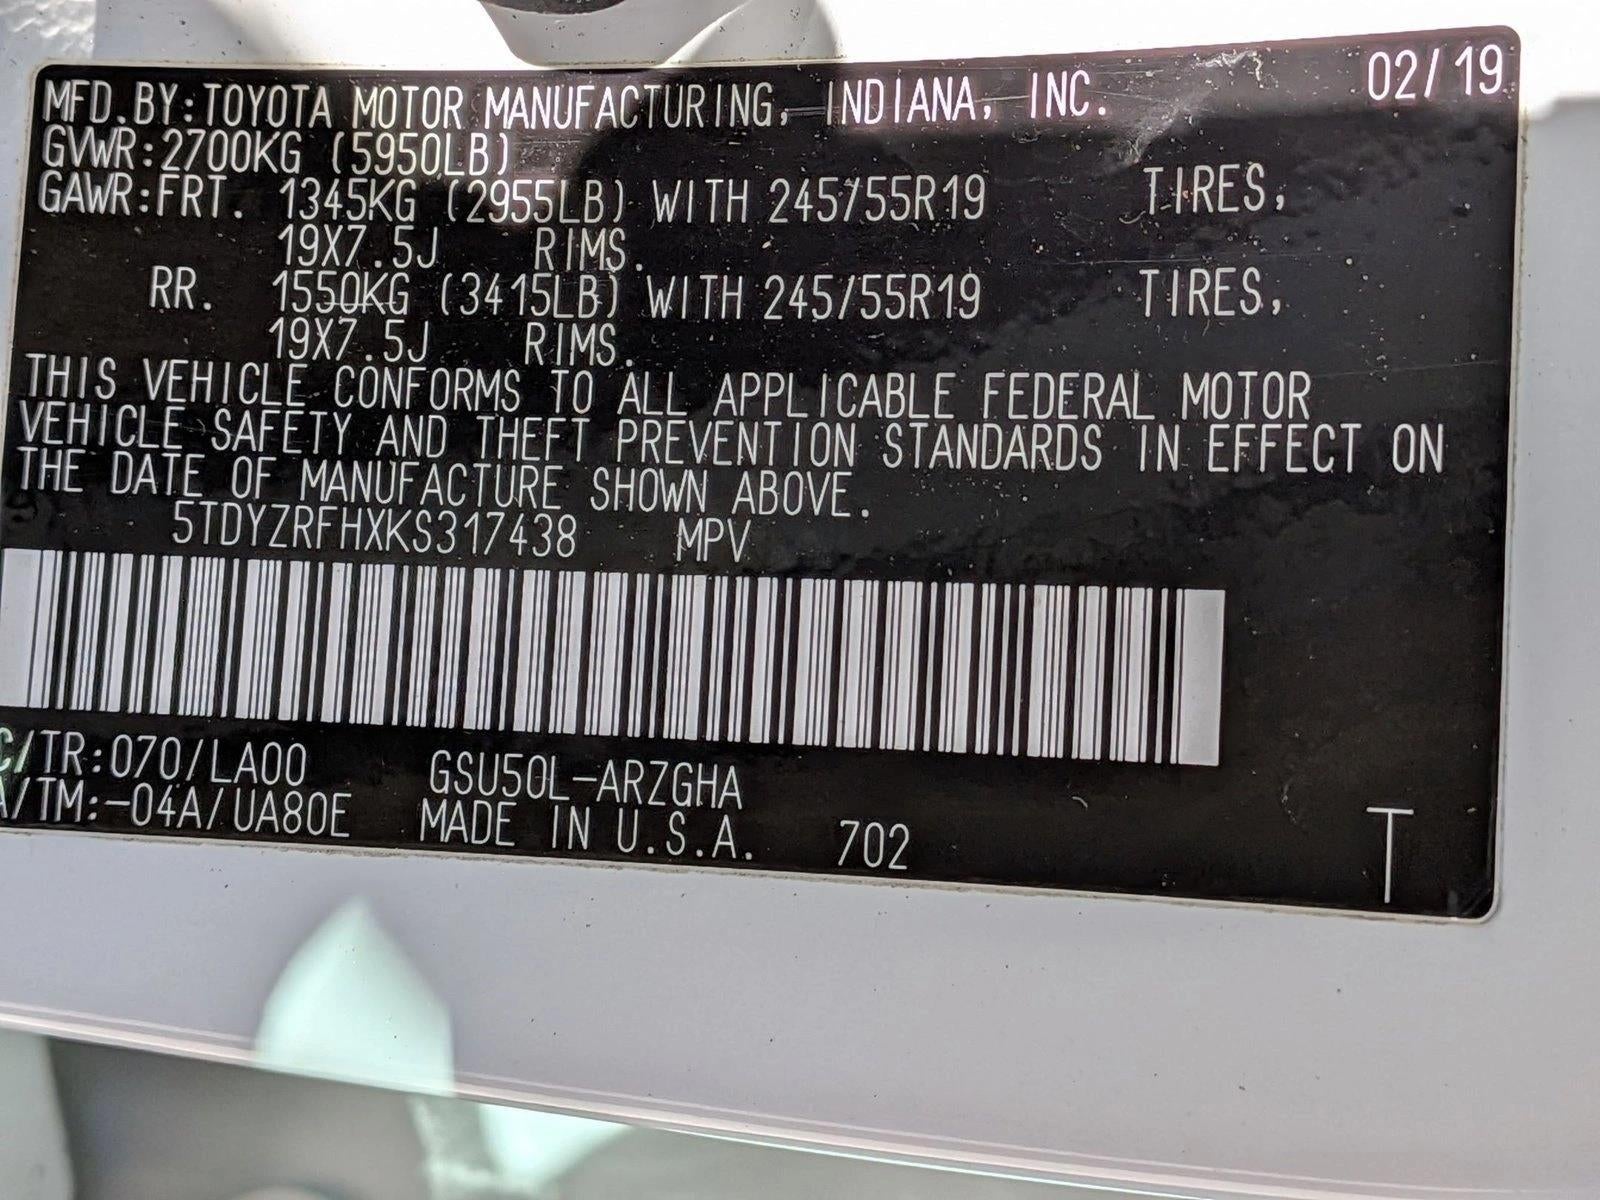 MFD.BY:TOYOTA MOTOR MANUFACTURING, INDIANA, INC. 02/19
GVWR:2700KG (5950LB)
GAWR:FRT. 1345KG (2955LB) WITH 245/55R19 TIRES,
19X7.5J RIMS.
RR. 1550KG (3415LB) WITH 245/55R19 TIRES,
19X7.5J RIMS.
THIS VEHICLE CONFORMS TO ALL APPLICABLE FEDERAL MOTOR
VEHICLE SAFETY AND THEFT PREVENTION STANDARDS IN EFFECT ON
THE DATE OF MANUFACTURE SHOWN ABOVE.
5TDYZRFHXKS317438 MPV
C/TR:070/LA00 GSU50L-ARZGHA
A/TM:-04A/UA80E MADE IN U.S.A. 702 T